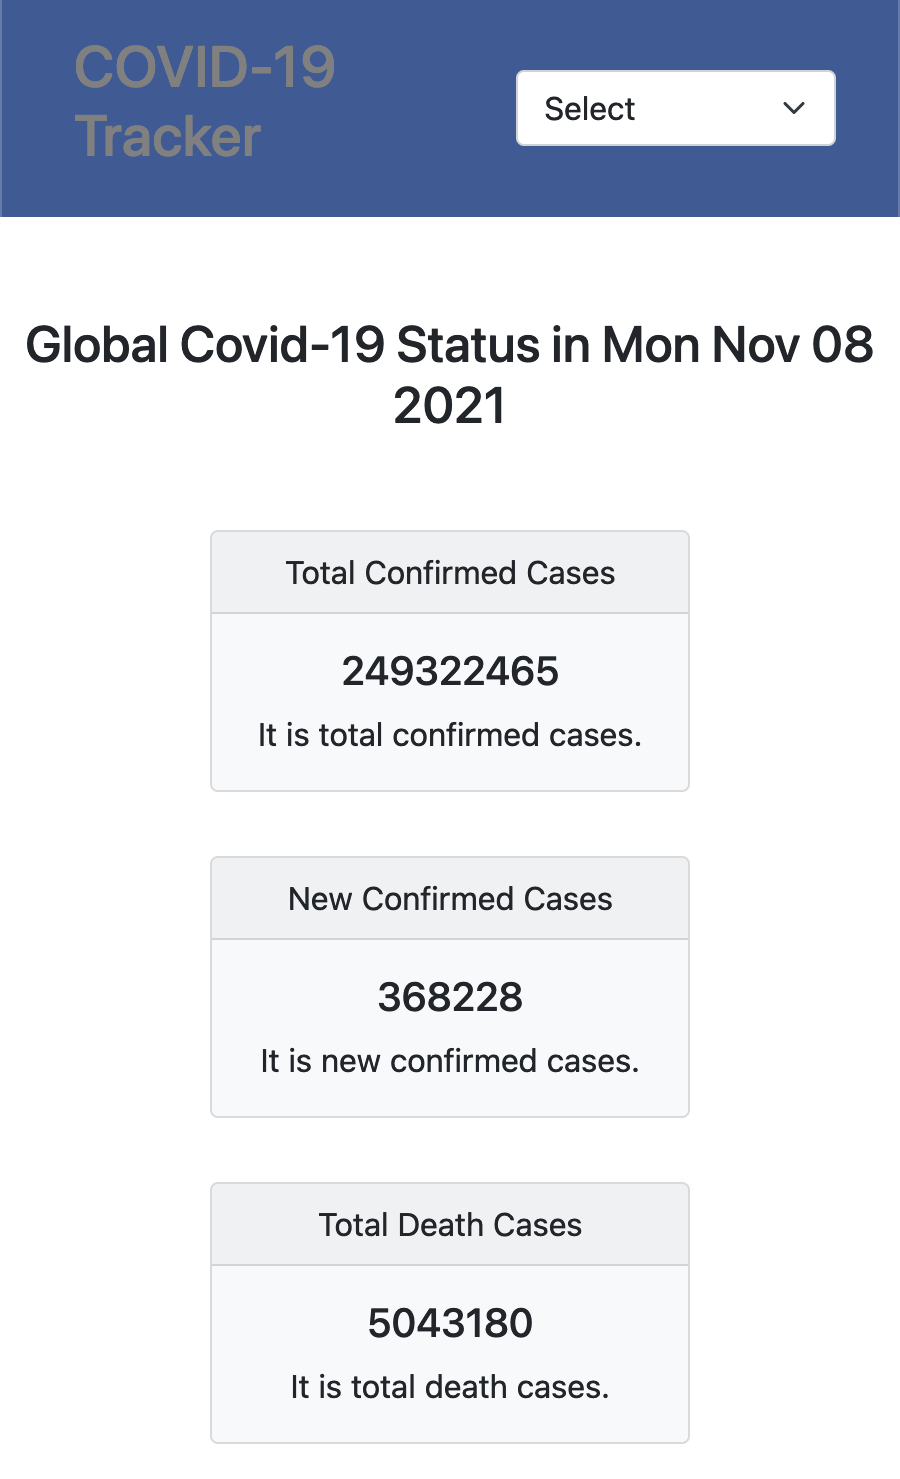 COVID-19
Tracker
Select
Global Covid-19 Status in Mon Nov 08
2021
Total Confirmed Cases
249322465
It is total confirmed cases.
New Confirmed Cases
368228
It is new confirmed cases.
Total Death Cases
5043180
It is total death cases.